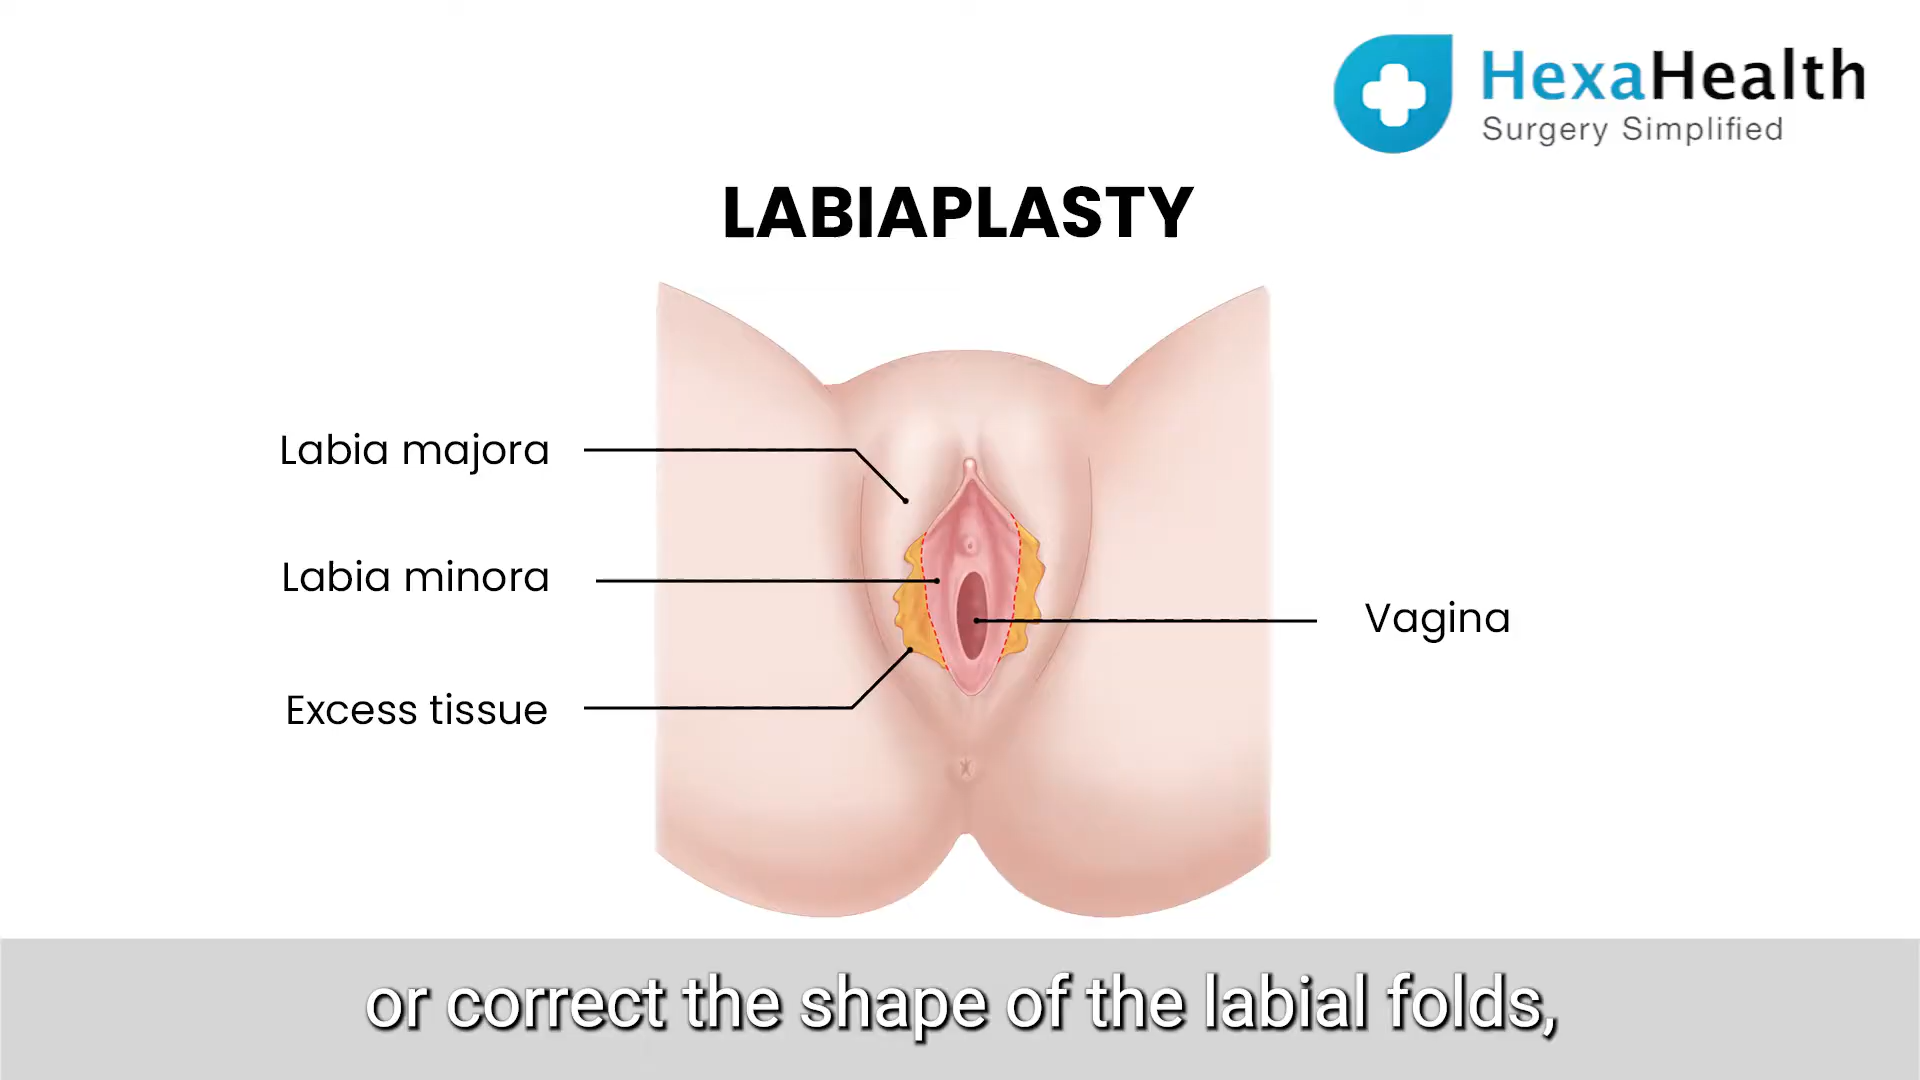 HexaHealth
Surgery Simplified
LABIAPLASTY
Labia majora
Labia minora
Vagina
Excess tissue
or correct the shape of the labial folds,